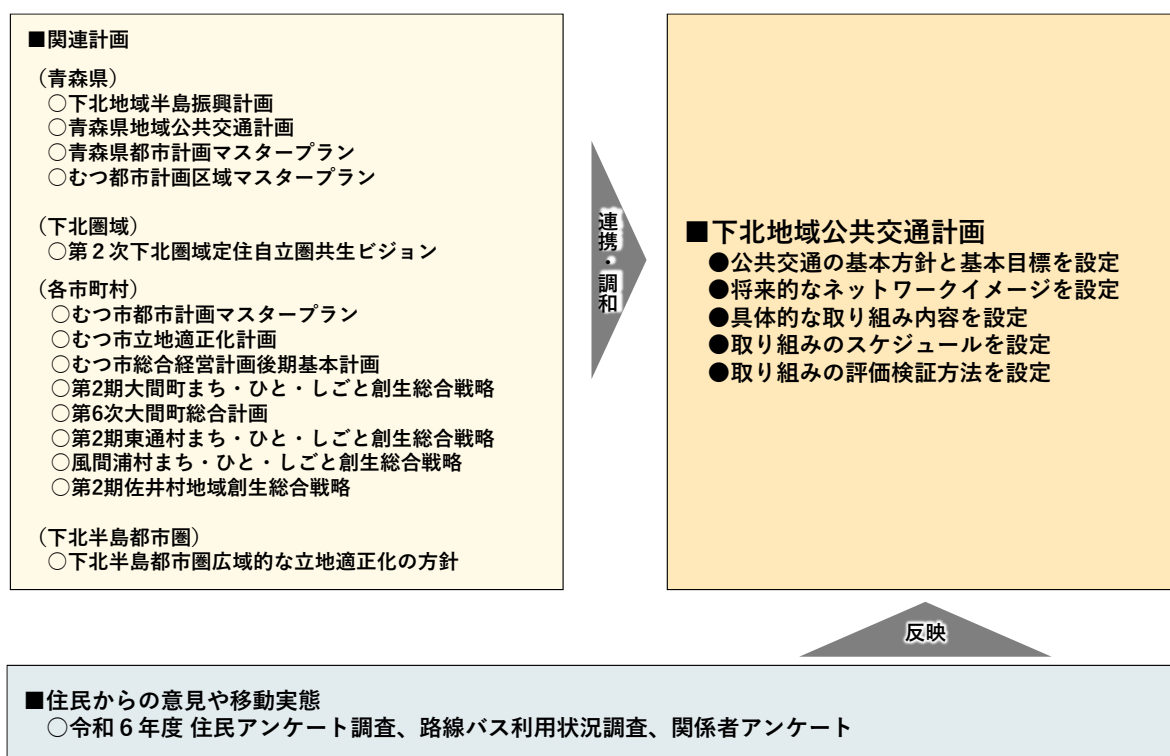 ■関連計画
（青森県）
○下北地域半島振興計画
○青森県地域公共交通計画
○青森県都市計画マスタープラン
○むつ都市計画区域マスタープラン
（下北圏域）
○第２次下北圏域定住自立圏共生ビジョン
（各市町村）
○むつ市都市計画マスタープラン
○むつ市立地適正化計画
○むつ市総合経営計画後期基本計画
○第2期大間町まち・ひと・しごと創生総合戦略
○第6次大間町総合計画
○第2期東通村まち・ひと・しごと創生総合戦略
○風間浦村まち・ひと・しごと創生総合戦略
○第2期佐井村地域創生総合戦略
（下北半島都市圏）
○下北半島都市圏広域的な立地適正化の方針
連携・調和
■下北地域公共交通計画
●公共交通の基本方針と基本目標を設定
●将来的なネットワークイメージを設定
●具体的な取り組み内容を設定
●取り組みのスケジュールを設定
●取り組みの評価検証方法を設定
反映
■住民からの意見や移動実態
○令和６年度 住民アンケート調査、路線バス利用状況調査、関係者アンケート